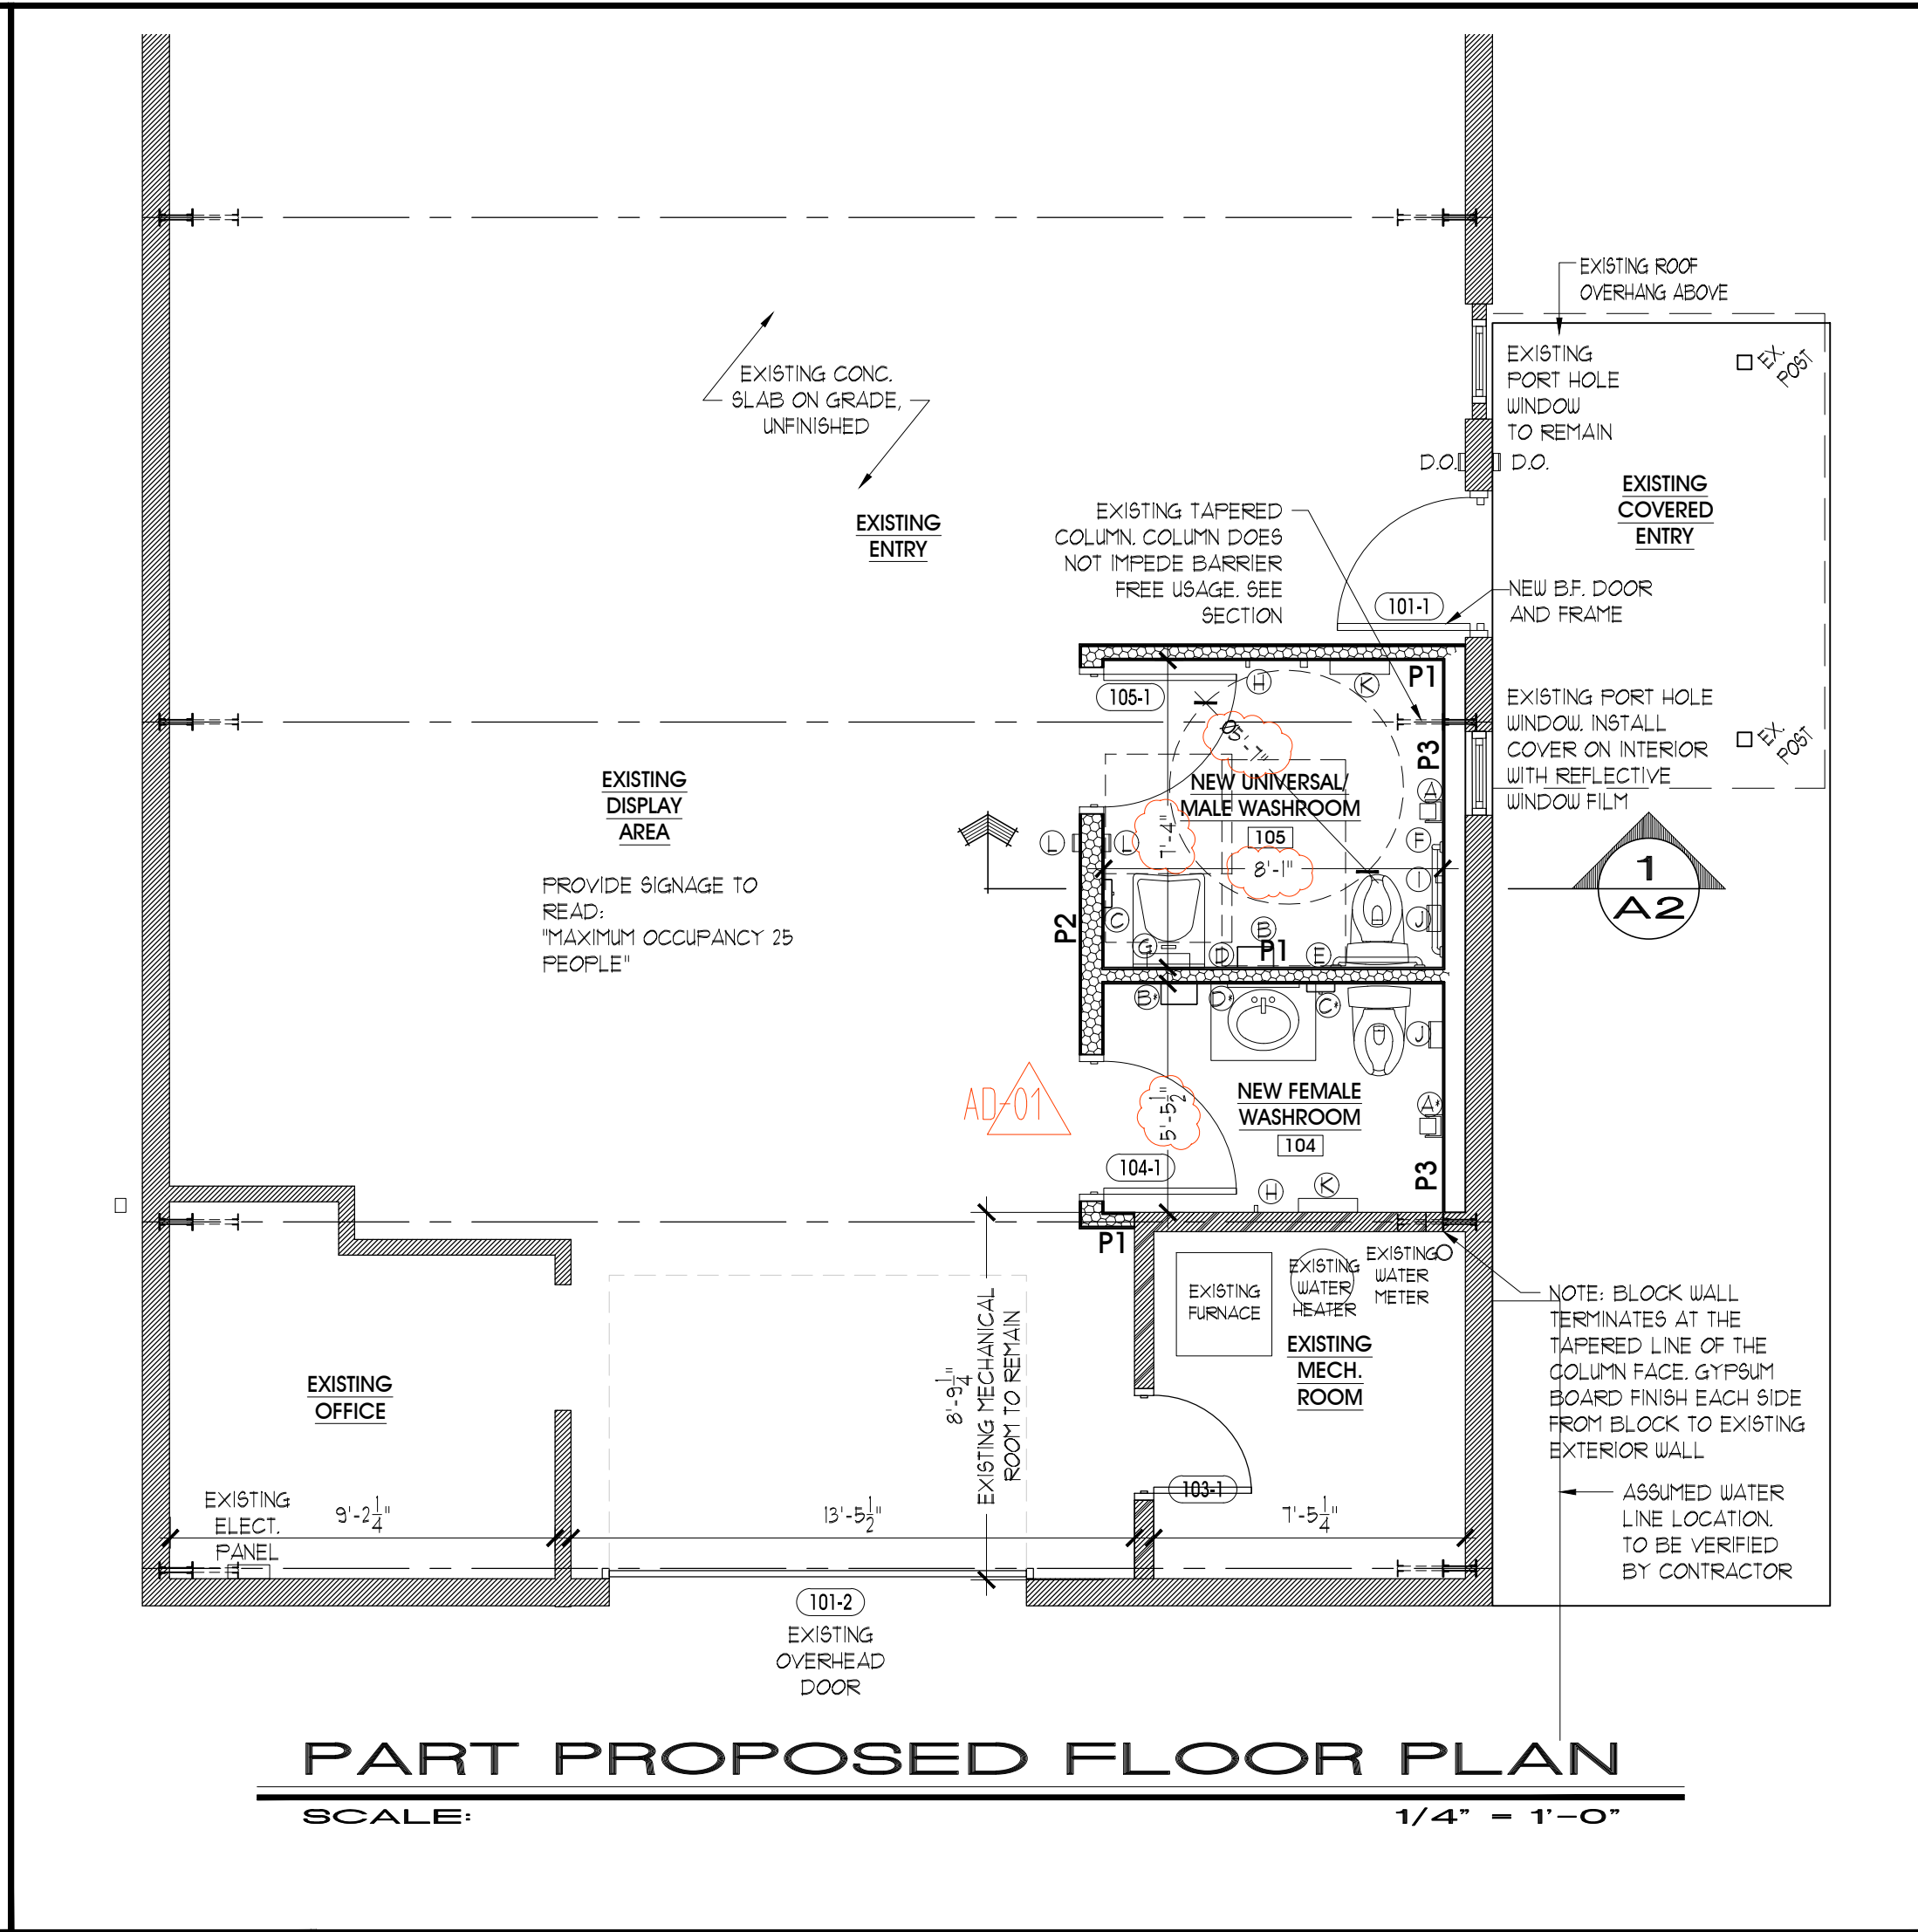 EXISTING ROOF
OVERHANG ABOVE
EXISTING
PORT HOLE
WINDOW
TO REMAIN
EX.
POST
EXISTING CONC.
SLAB ON GRADE,
UNFINISHED
D.O.
D.O.
EXISTING
COVERED
ENTRY
EXISTING
ENTRY
EXISTING TAPERED
COLUMN. COLUMN DOES
NOT IMPEDE BARRIER
FREE USAGE. SEE
SECTION
101-1
NEW B.F. DOOR
AND FRAME
105-1
H
K
P1
EXISTING PORT HOLE
WINDOW. INSTALL
COVER ON INTERIOR
WITH REFLECTIVE
WINDOW FILM
EX.
POST
Ø5'-7"
P3
EXISTING
DISPLAY
AREA
NEW UNIVERSAL/
MALE WASHROOM
105
A
7'-4"
L
L
F
8'-1"
I
1
A2
PROVIDE SIGNAGE TO
READ:
"MAXIMUM OCCUPANCY 25
PEOPLE"
P2
C
B
J
G
D
P1
E
B*
D*
C*
J
AD-01
5'-5 1/2"
NEW FEMALE
WASHROOM
104
A*
104-1
H
K
P3
P1
EXISTING
FURNACE
EXISTING
WATER
HEATER
EXISTING
WATER
METER
8'-9 1/4"
EXISTING MECHANICAL
ROOM TO REMAIN
EXISTING
MECH.
ROOM
NOTE: BLOCK WALL
TERMINATES AT THE
TAPERED LINE OF THE
COLUMN FACE. GYPSUM
BOARD FINISH EACH SIDE
FROM BLOCK TO EXISTING
EXTERIOR WALL
EXISTING
OFFICE
103-1
EXISTING
ELECT.
PANEL
9'-2 1/4"
13'-5 1/2"
7'-5 1/4"
ASSUMED WATER
LINE LOCATION.
TO BE VERIFIED
BY CONTRACTOR
101-2
EXISTING
OVERHEAD
DOOR
PART PROPOSED FLOOR PLAN
SCALE: 1/4" = 1'-0"